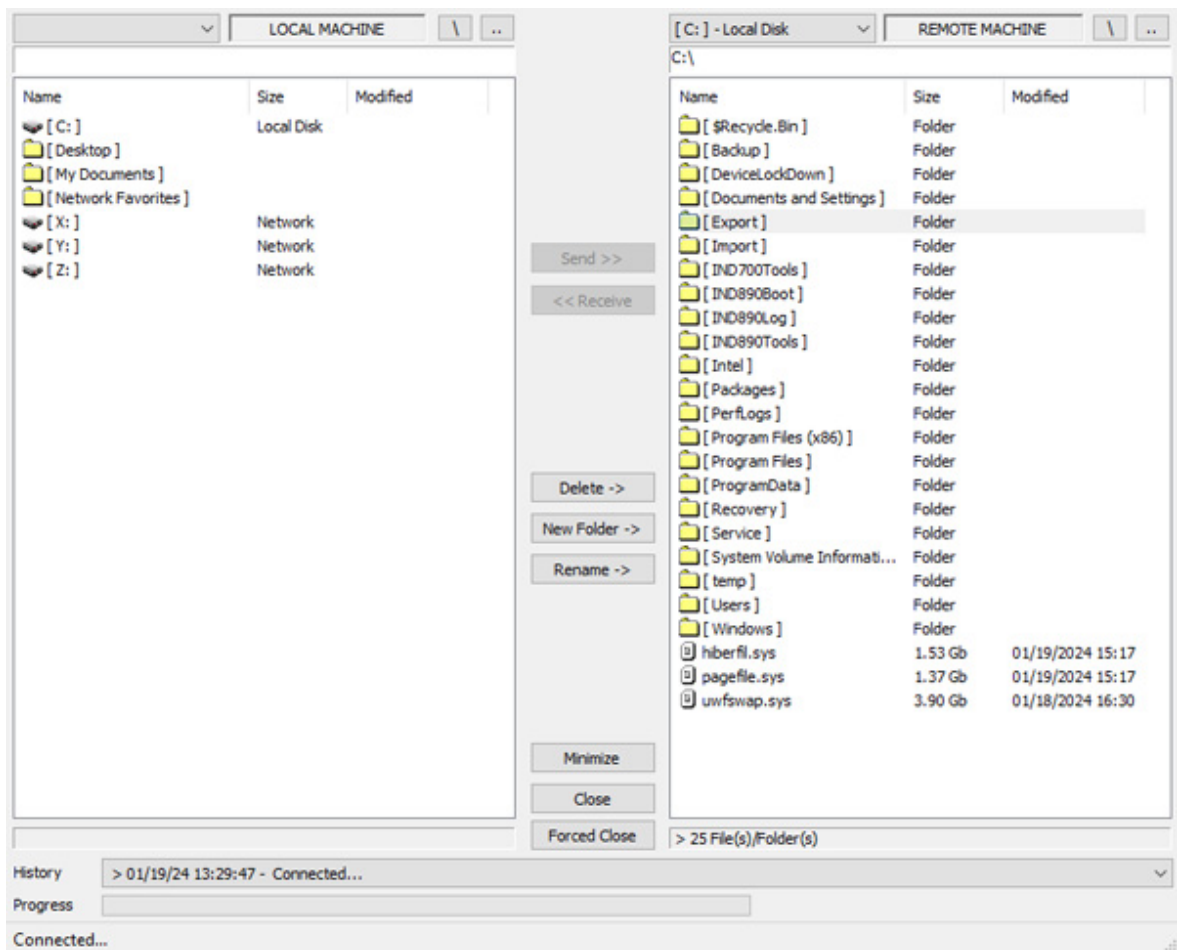 LOCAL MACHINE \ ..
Name Size Modified
[ C: ] Local Disk
[ Desktop ]
[ My Documents ]
[ Network Favorites ]
[ X: ] Network
[ Y: ] Network
[ Z: ] Network
Send >>
<< Receive
Delete ->
New Folder ->
Rename ->
Minimize
Close
Forced Close
[ C: ] - Local Disk REMOTE MACHINE \ ..
C:\
Name Size Modified
[ $Recycle.Bin ] Folder
[ Backup ] Folder
[ DeviceLockDown ] Folder
[ Documents and Settings ] Folder
[ Export ] Folder
[ Import ] Folder
[ IND700Tools ] Folder
[ IND890Boot ] Folder
[ IND890Log ] Folder
[ IND890Tools ] Folder
[ Intel ] Folder
[ Packages ] Folder
[ PerfLogs ] Folder
[ Program Files (x86) ] Folder
[ Program Files ] Folder
[ ProgramData ] Folder
[ Recovery ] Folder
[ Service ] Folder
[ System Volume Informati... Folder
[ temp ] Folder
[ Users ] Folder
[ Windows ] Folder
hiberfil.sys 1.53 Gb 01/19/2024 15:17
pagefile.sys 1.37 Gb 01/19/2024 15:17
uwfswap.sys 3.90 Gb 01/18/2024 16:30
> 25 File(s)/Folder(s)
History > 01/19/24 13:29:47 - Connected...
Progress
Connected...